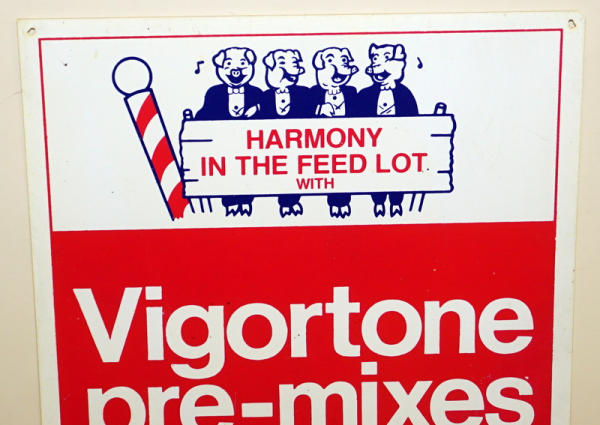 HARMONY
IN THE FEED LOT
WITH
Vigortone
pre-mixes